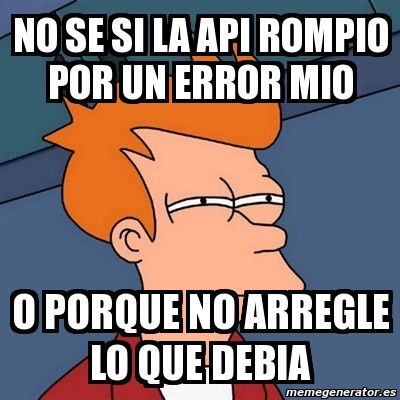 NO SE SI LA API ROMPIO
POR UN ERROR MIO
O PORQUE NO ARREGLE
LO QUE DEBIA
memegenerator.es